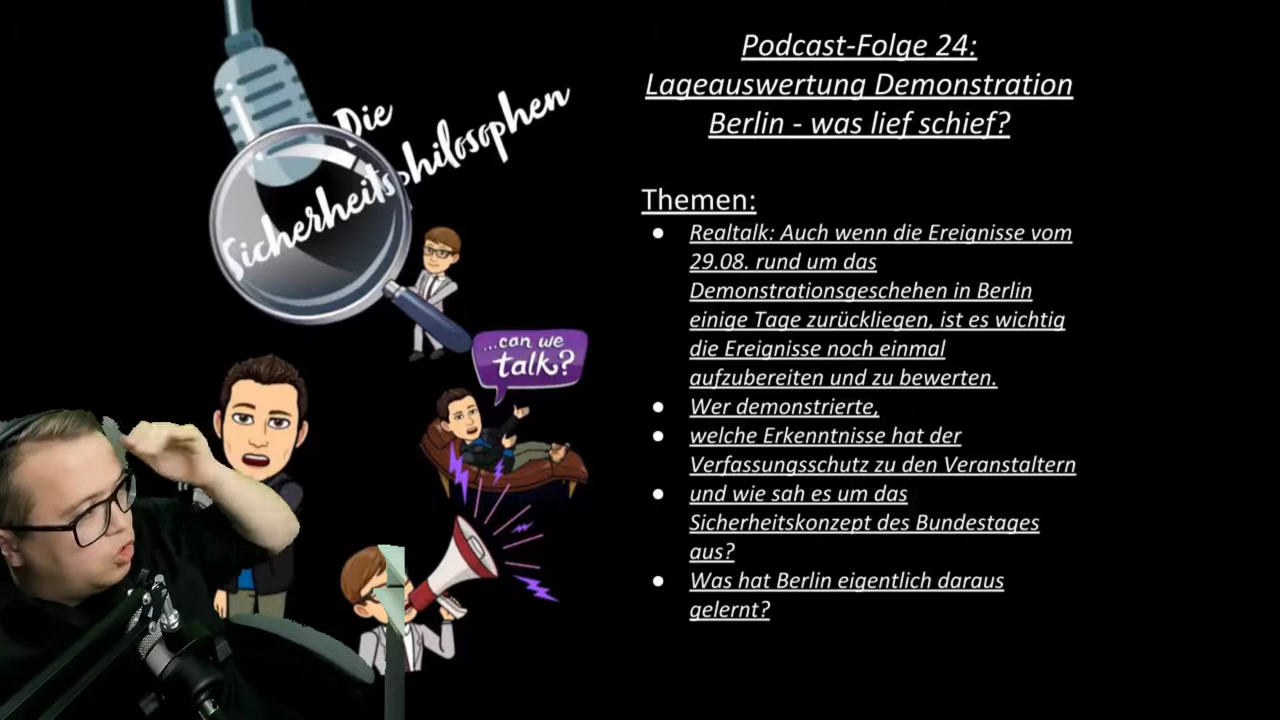 Die
Sicherheitsphilosophen
...can we
talk?
Podcast-Folge 24:
Lageauswertung Demonstration
Berlin - was lief schief?
Themen:
● Realtalk: Auch wenn die Ereignisse vom
29.08. rund um das
Demonstrationsgeschehen in Berlin
einige Tage zurückliegen, ist es wichtig
die Ereignisse noch einmal
aufzubereiten und zu bewerten.
● Wer demonstrierte,
● welche Erkenntnisse hat der
Verfassungsschutz zu den Veranstaltern
● und wie sah es um das
Sicherheitskonzept des Bundestages
aus?
● Was hat Berlin eigentlich daraus
gelernt?